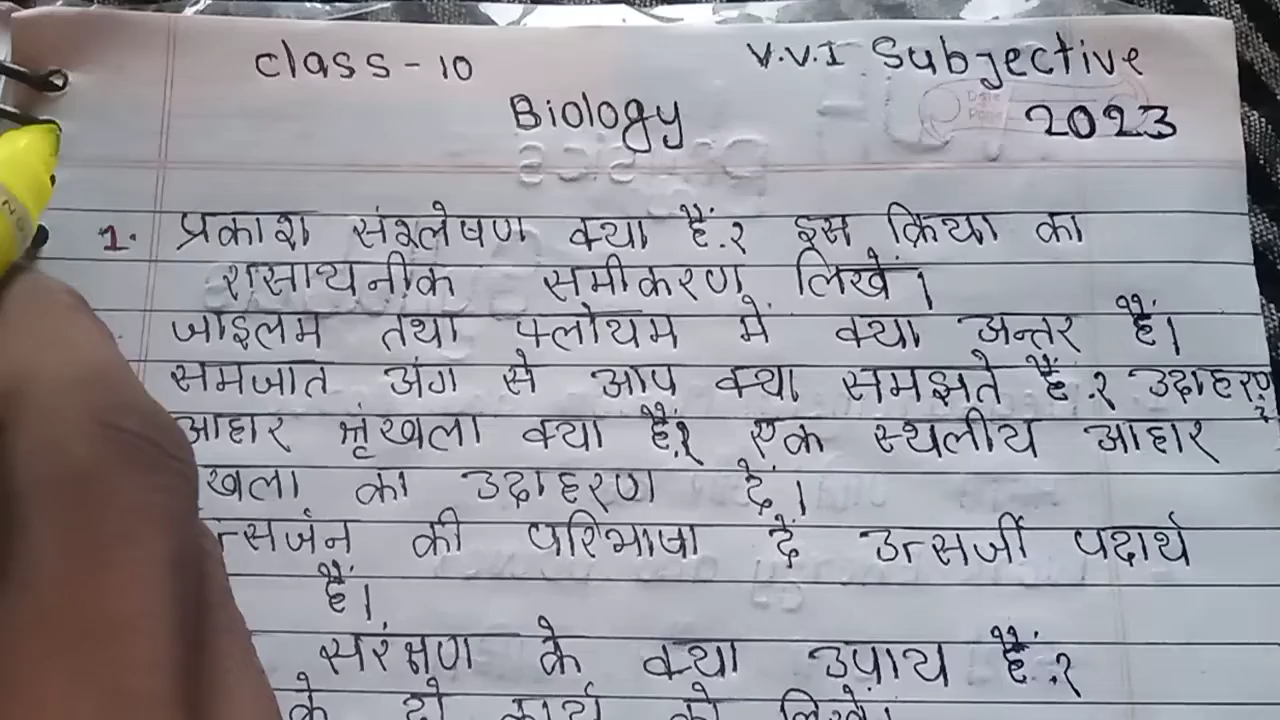 class-10
V.V.I Subjective
Biology
2023
1. प्रकाश संश्लेषण क्या हैं.? इस क्रिया का
रासायनीक समीकरण लिखें।
जाइलम तथा फ्लोयम में क्या अन्तर हैं।
समजात अंग से आप क्या समझते हैं.? उदाहरण
आहार श्रृंखला क्या हैं? एक स्थलीय आहार
खला का उदाहरण दें।
त्सर्जन की परिभाषा दें उत्सर्जी पदार्थ
हैं।
सरंक्षण के क्या उपाय हैं.?
के दो कार्य को लिखें।